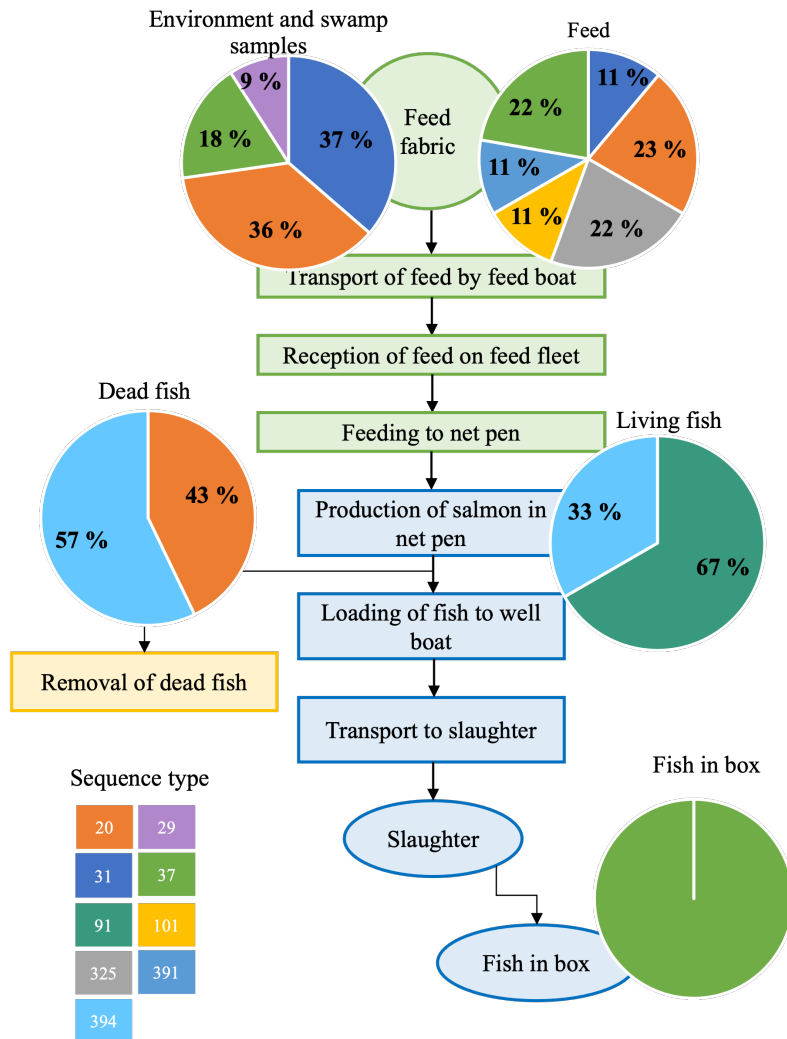 Environment and swamp
samples
9 %
37 %
18 %
36 %
Feed
fabric
Feed
11 %
22 %
23 %
11 %
11 %
22 %
Transport of feed by feed boat
Reception of feed on feed fleet
Feeding to net pen
Dead fish
43 %
57 %
Living fish
33 %
67 %
Production of salmon in
net pen
Loading of fish to well
boat
Removal of dead fish
Transport to slaughter
Slaughter
Fish in box
Fish in box
Sequence type
20
29
31
37
91
101
325
391
394